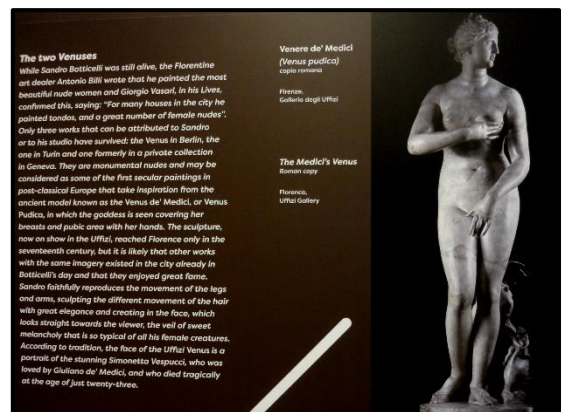 The two Venuses
While Sandro Botticelli was still alive, the Florentine
art dealer Antonio Billi wrote that he painted the most
beautiful nude women and Giorgio Vasari, in his Lives,
confirmed this, saying: "For many houses in the city he
painted tondos, and a great number of female nudes".
Only three works that can be attributed to Sandro
or to his studio have survived; the Venus in Berlin, the
one in Turin and one formerly in a private collection
in Geneva. They are monumental nudes and may be
considered as some of the first secular paintings in
post-classical Europe that take inspiration from the
ancient model known as the Venus de' Medici, or Venus
Pudica, in which the goddess is seen covering her
breasts and pubic area with her hands. The sculpture,
now on show in the Uffizi, reached Florence only in the
seventeenth century, but it is likely that other works
with the same imagery existed in the city already in
Botticelli's day and that they enjoyed great fame.
Sandro faithfully reproduces the movement of the legs
and arms, sculpting the different movement of the hair
with great elegance and creating in the face, which
looks straight towards the viewer, the veil of sweet
melancholy that is so typical of all his female creatures.
According to tradition, the face of the Uffizi Venus is a
portrait of the stunning Simonetta Vespucci, who was
loved by Giuliano de' Medici, and who died tragically
at the age of just twenty-three.
Venere de' Medici
(Venus pudica)
copia romana
Firenze,
Galleria degli Uffizi
The Medici's Venus
Roman copy
Florence,
Uffizi Gallery